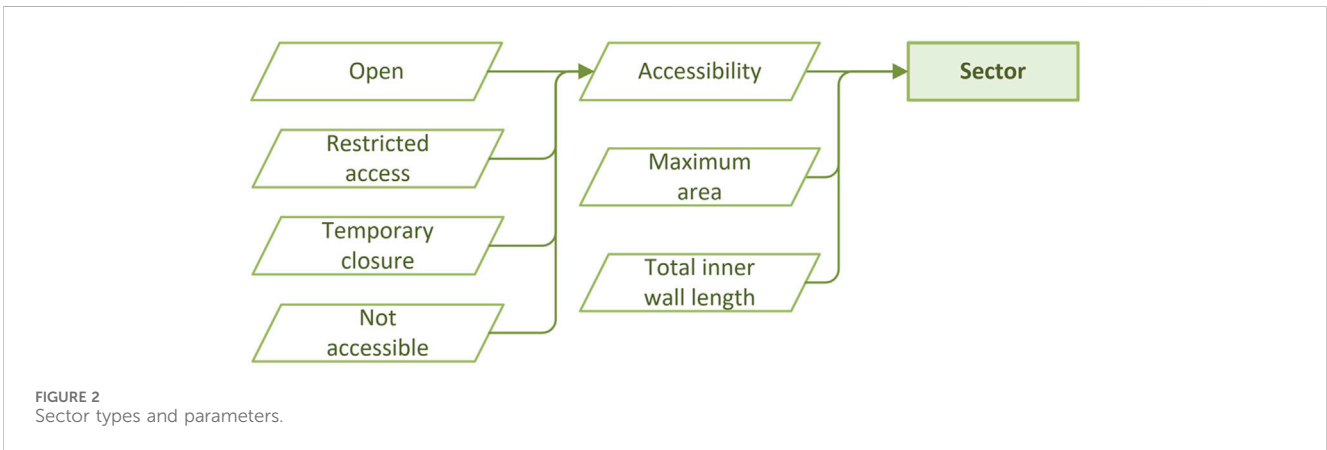 Open
Accessibility
Sector
Restricted
access
Maximum
area
Temporary
closure
Total inner
wall length
Not
accessible
FIGURE 2
Sector types and parameters.